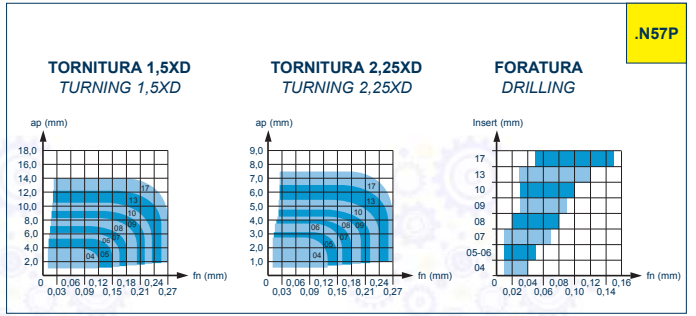 .N57P
TORNITURA 1,5XD
TURNING 1,5XD
ap (mm)
18,0
16,0
14,0
12,0
10,0
8,0
6,0
4,0
2,0
17
13
10
09
08
07
06
05
04
0 0,06 0,09 0,12 0,18 0,24
0,03 0,09 0,15 0,21 0,27
fn (mm)
TORNITURA 2,25XD
TURNING 2,25XD
ap (mm)
9,0
8,0
7,0
6,0
5,0
4,0
3,0
2,0
1,0
17
13
10
09
08
07
06
05
04
0 0,06 0,12 0,18 0,24
0,03 0,09 0,15 0,21 0,27
fn (mm)
FORATURA
DRILLING
Insert (mm)
17
13
10
09
08
07
05-06
04
0 0,04 0,08 0,12 0,16
0,02 0,06 0,10 0,14
fn (mm)